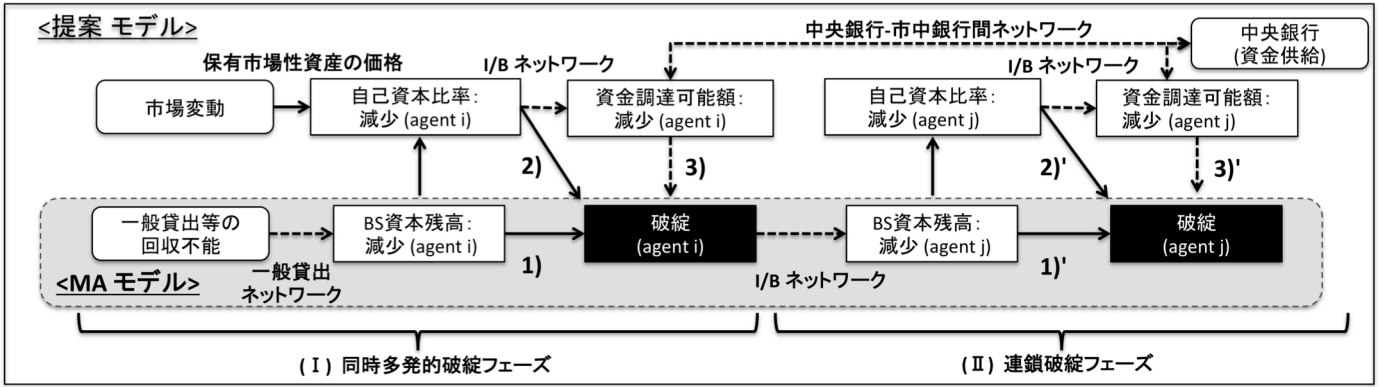 <提案 モデル>
中央銀行-市中銀行間ネットワーク
中央銀行
(資金供給)
保有市場性資産の価格
I/B ネットワーク
I/B ネットワーク
市場変動
自己資本比率:
減少 (agent i)
資金調達可能額:
減少 (agent i)
自己資本比率:
減少 (agent j)
資金調達可能額:
減少 (agent j)
2)
3)
2)'
3)'
一般貸出等の
回収不能
BS資本残高:
減少 (agent i)
破綻
(agent i)
BS資本残高:
減少 (agent j)
破綻
(agent j)
1)
1)'
<MA モデル>
一般貸出
ネットワーク
I/B ネットワーク
(Ⅰ) 同時多発的破綻フェーズ
(Ⅱ) 連鎖破綻フェーズ